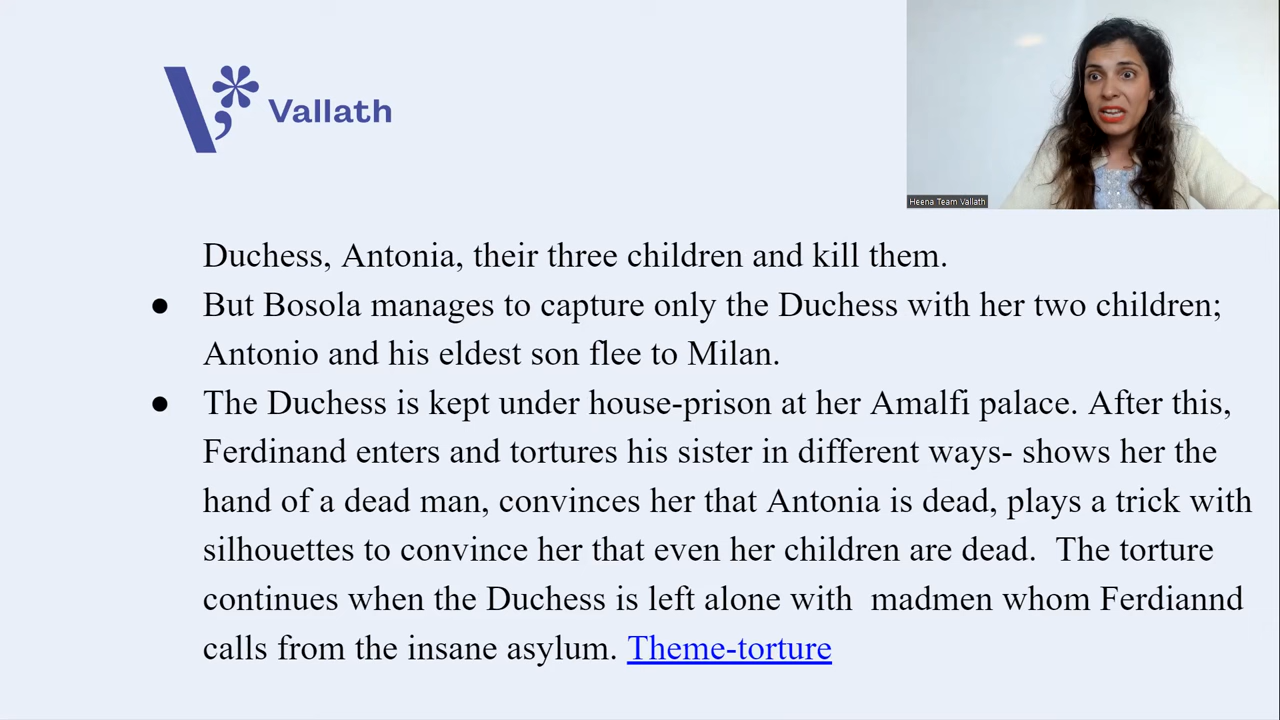 Vallath
Heena Team Vallath
Duchess, Antonia, their three children and kill them.
● But Bosola manages to capture only the Duchess with her two children;
Antonio and his eldest son flee to Milan.
● The Duchess is kept under house-prison at her Amalfi palace. After this,
Ferdinand enters and tortures his sister in different ways- shows her the
hand of a dead man, convinces her that Antonia is dead, plays a trick with
silhouettes to convince her that even her children are dead.  The torture
continues when the Duchess is left alone with  madmen whom Ferdiannd
calls from the insane asylum. Theme-torture